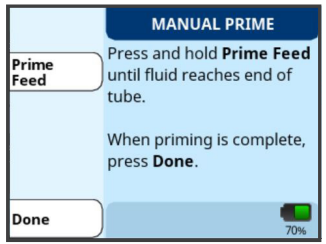 MANUAL PRIME
Prime
Feed
Press and hold Prime Feed
until fluid reaches end of
tube.
When priming is complete,
press Done.
Done
70%